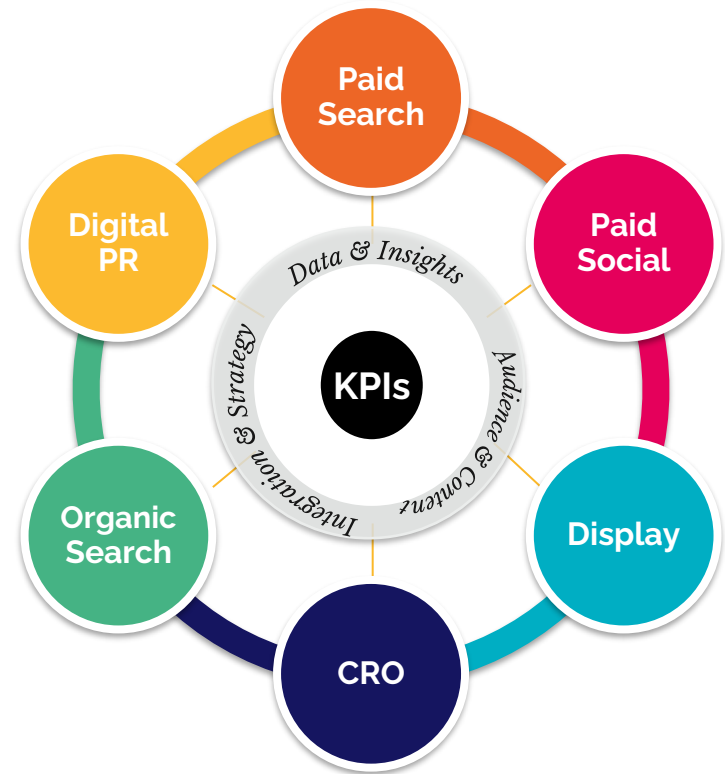 Paid
Search
Digital
PR
Paid
Social
Data & Insights
KPIs
Integration & Strategy
Audience & Content
Organic
Search
Display
CRO